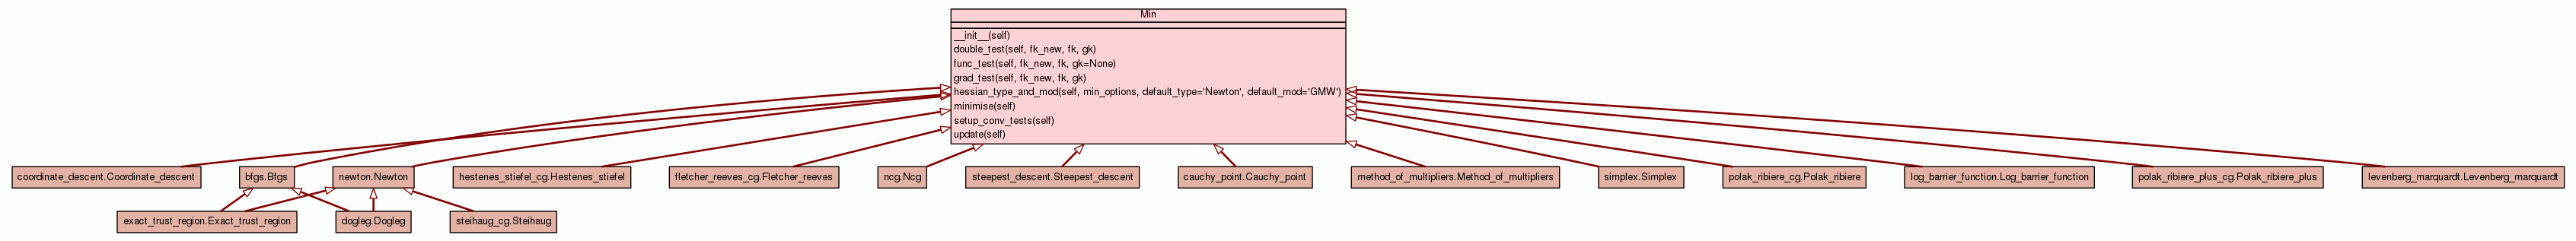 Min
__init__(self)
double_test(self, fk_new, fk, gk)
func_test(self, fk_new, fk, gk=None)
grad_test(self, fk_new, fk, gk)
hessian_type_and_mod(self, min_options, default_type='Newton', default_mod='GMW')
minimise(self)
setup_conv_tests(self)
update(self)
coordinate_descent.Coordinate_descent
bfgs.Bfgs
newton.Newton
hestenes_stiefel_cg.Hestenes_stiefel
fletcher_reeves_cg.Fletcher_reeves
ncg.Ncg
steepest_descent.Steepest_descent
cauchy_point.Cauchy_point
method_of_multipliers.Method_of_multipliers
simplex.Simplex
polak_ribiere_cg.Polak_ribiere
log_barrier_function.Log_barrier_function
polak_ribiere_plus_cg.Polak_ribiere_plus
levenberg_marquardt.Levenberg_marquardt
exact_trust_region.Exact_trust_region
dogleg.Dogleg
steihaug_cg.Steihaug